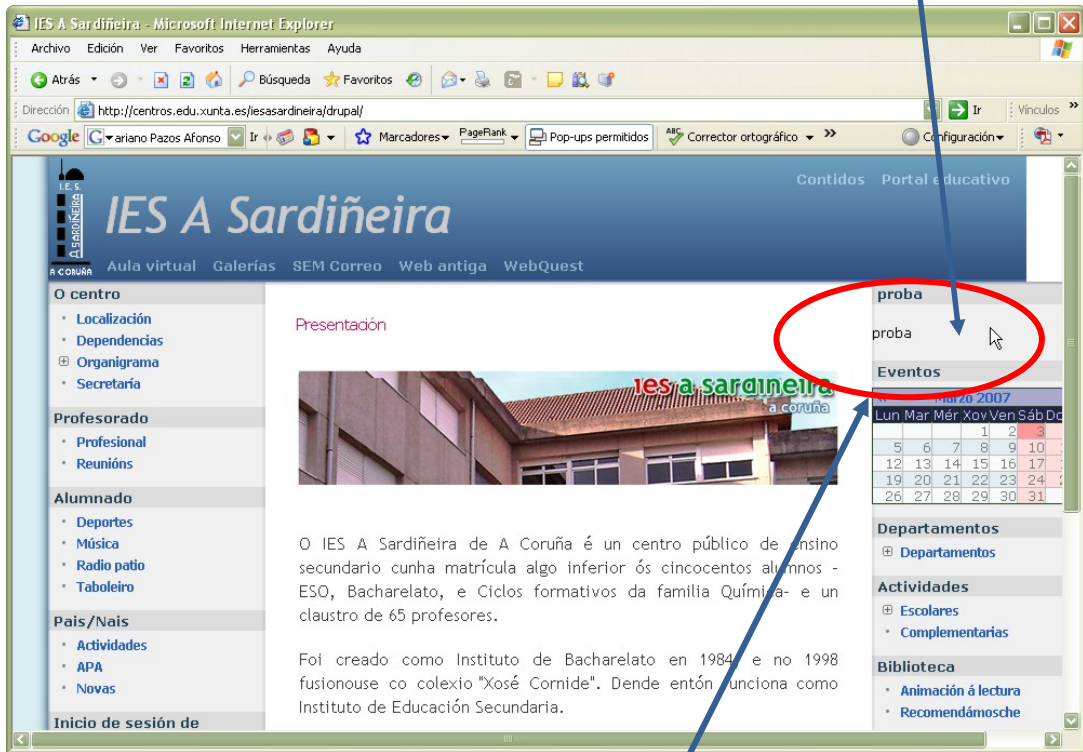 IES A Sardiñeira - Microsoft Internet Explorer
Archivo Edición Ver Favoritos Herramientas Ayuda
Atrás Búsqueda Favoritos
Dirección http://centros.edu.xunta.es/iesasardineira/drupal/ Ir Vínculos »
Google G ariano Pazos Afonso Ir Marcadores PageRank Pop-ups permitidos ABC Corrector ortográfico » Configuración
Contidos Portal educativo
I.E.S.
A SARDIÑEIRA
A CORUÑA
IES A Sardiñeira
Aula virtual Galerías SEM Correo Web antiga WebQuest
O centro
Localización
Dependencias
Organigrama
Secretaría
Profesorado
Profesional
Reunións
Alumnado
Deportes
Música
Radio patio
Taboleiro
Pais/Nais
Actividades
APA
Novas
Inicio de sesión de
Presentación
ies a sardiñeira
a coruña
O IES A Sardiñeira de A Coruña é un centro público de ensino
secundario cunha matrícula algo inferior ós cincocentos alumnos -
ESO, Bacharelato, e Ciclos formativos da familia Química- e un
claustro de 65 profesores.
Foi creado como Instituto de Bacharelato en 1984, e no 1998
fusionouse co colexio "Xosé Cornide". Dende entón funciona como
Instituto de Educación Secundaria.
proba
proba
Eventos
Marzo 2007
Lun Mar Mér Xov Ven Sáb Do
1 2 3
5 6 7 8 9 10
12 13 14 15 16 17
19 20 21 22 23 24
26 27 28 29 30 31
Departamentos
Departamentos
Actividades
Escolares
Complementarias
Biblioteca
Animación á lectura
Recomendámosche